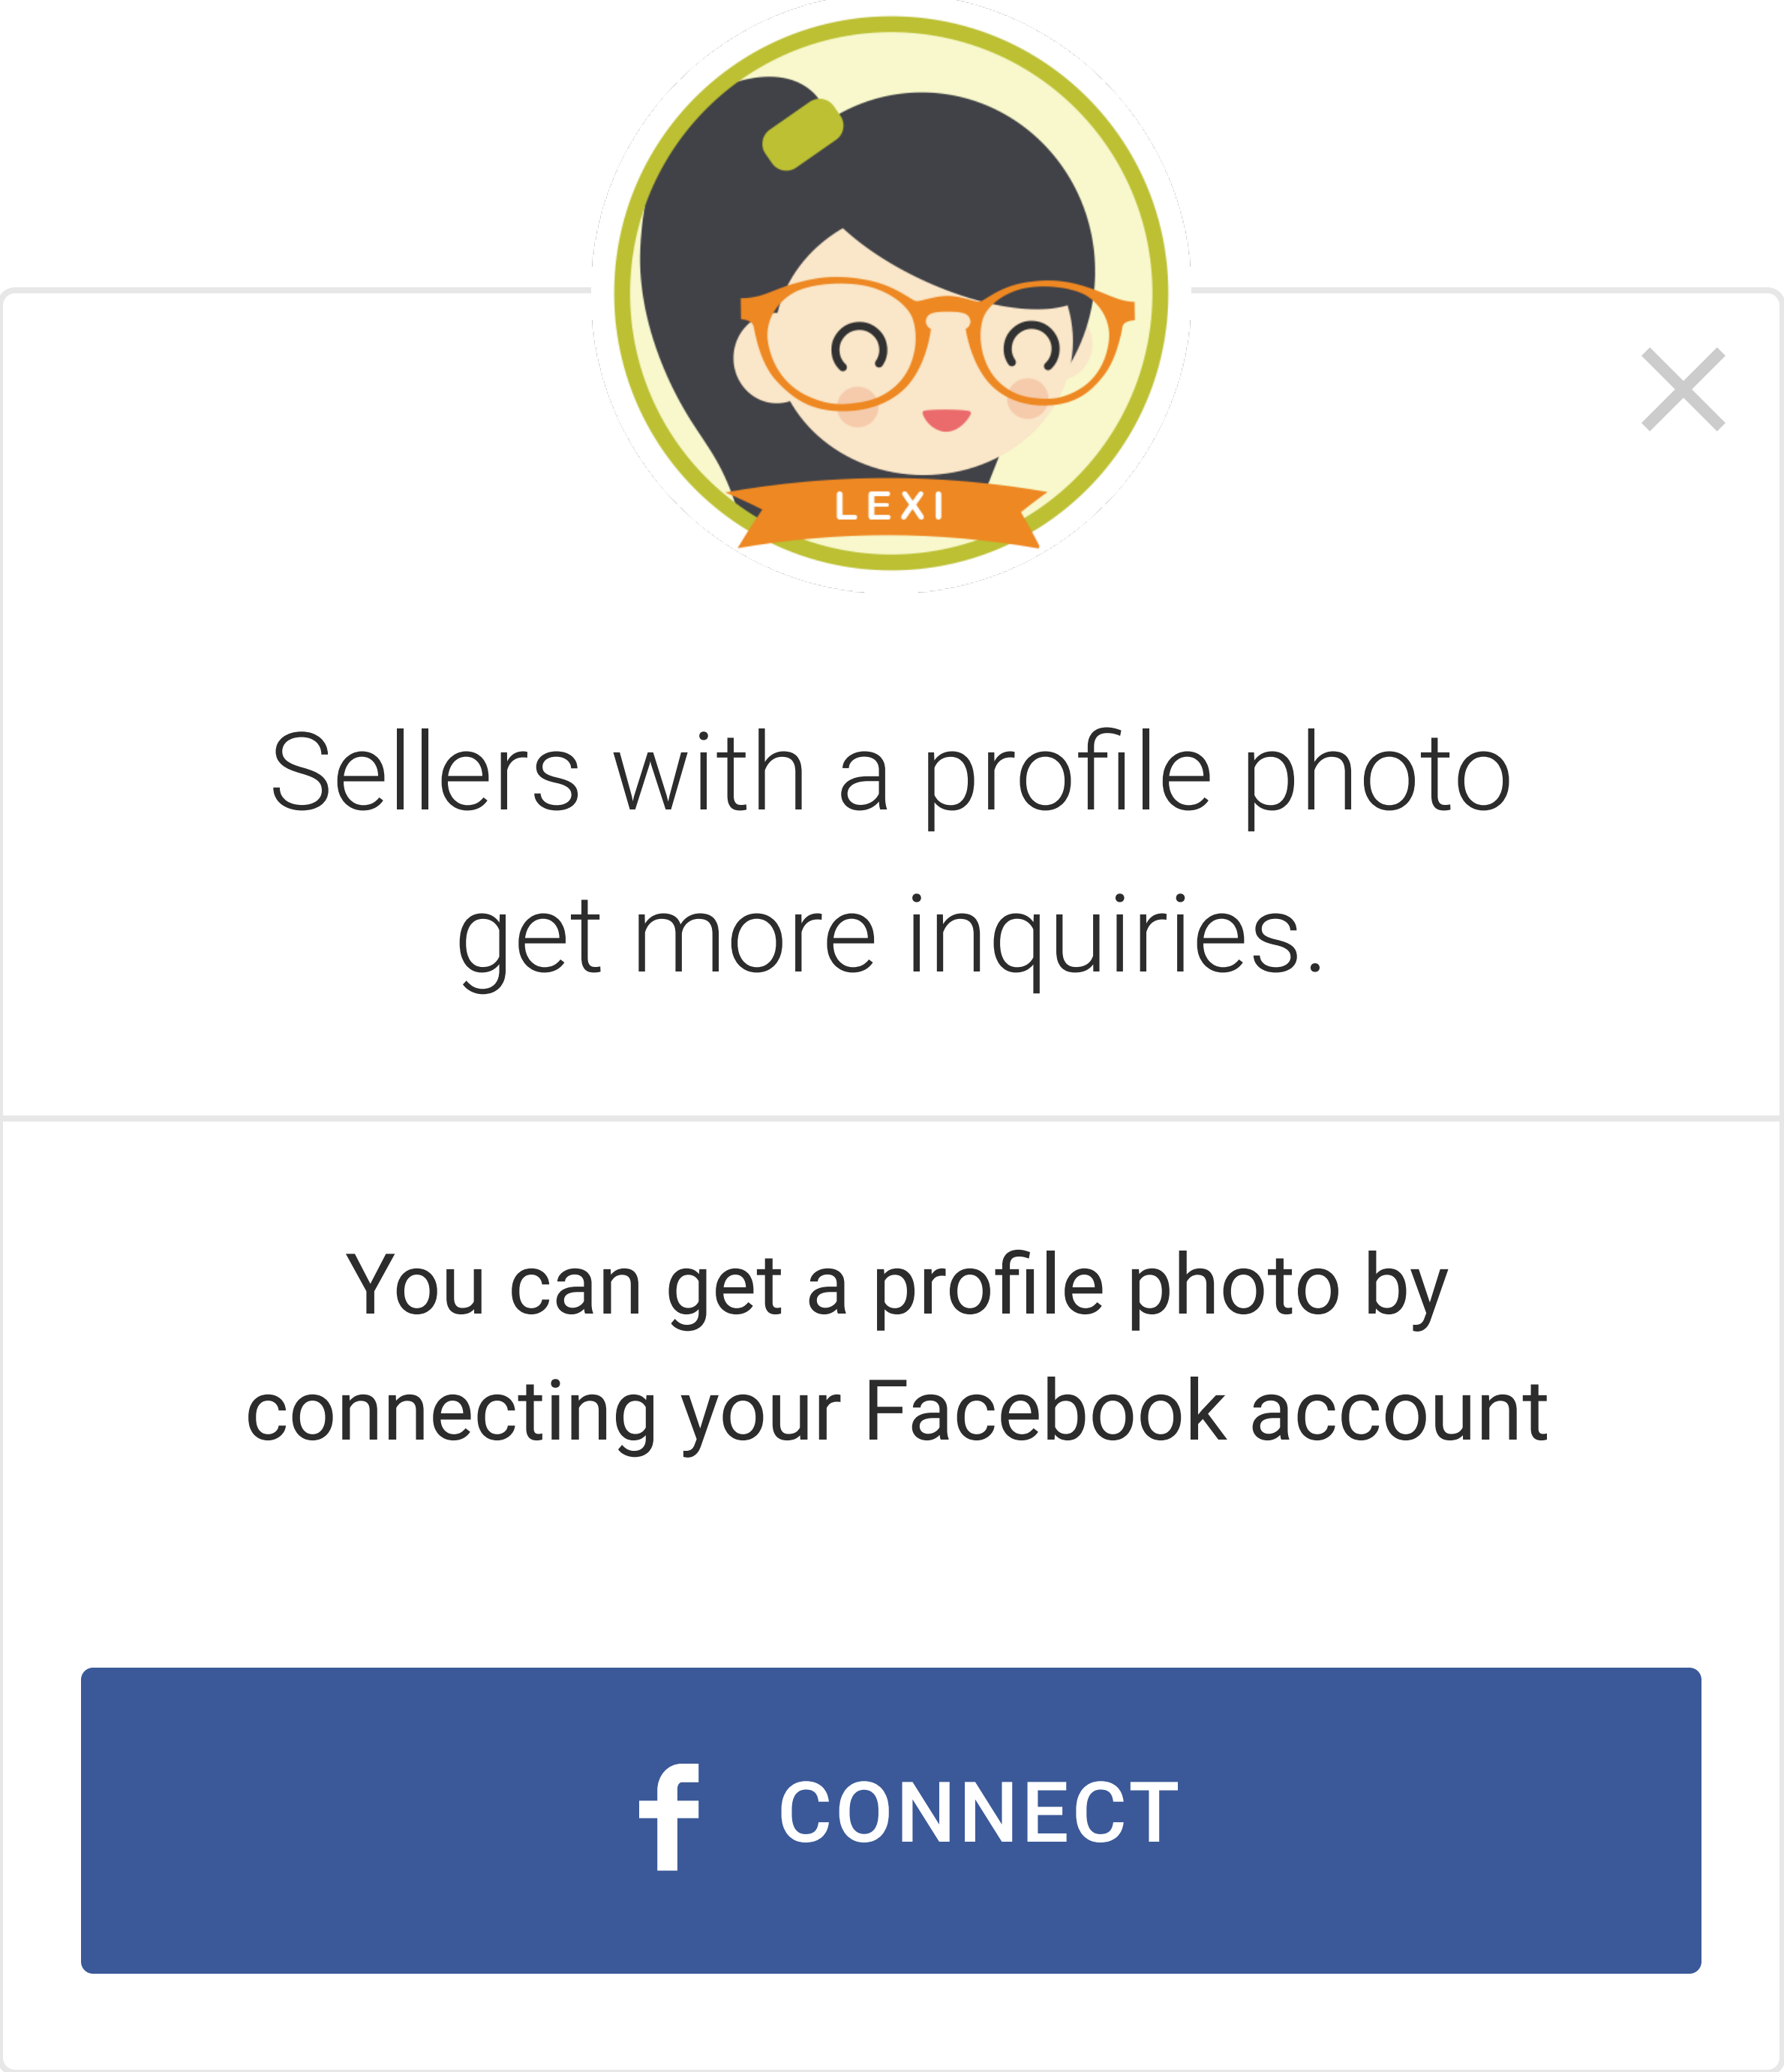 LEXI
Sellers with a profile photo
get more inquiries.
You can get a profile photo by
connecting your Facebook account
CONNECT